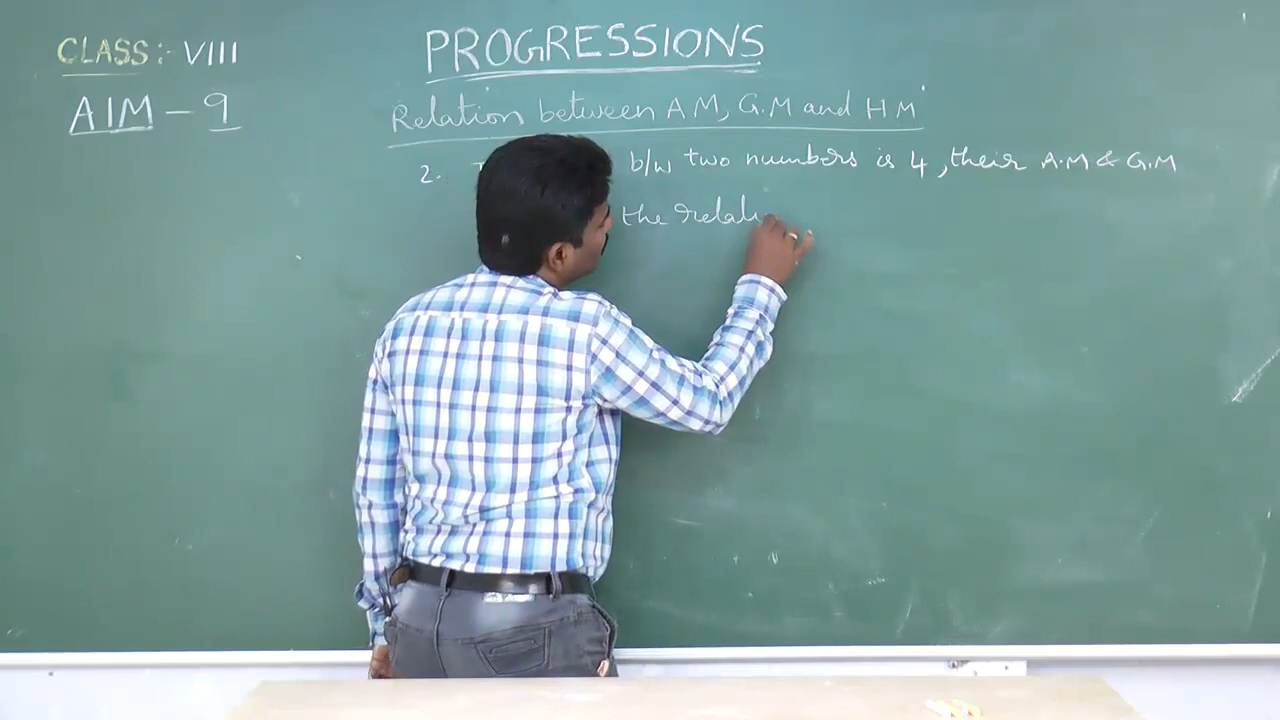 CLASS:- VIII
AIM - 9
PROGRESSIONS
Relation between A M, G.M and H M
2. b/w two numbers is 4, their A.M & G.M
the relati